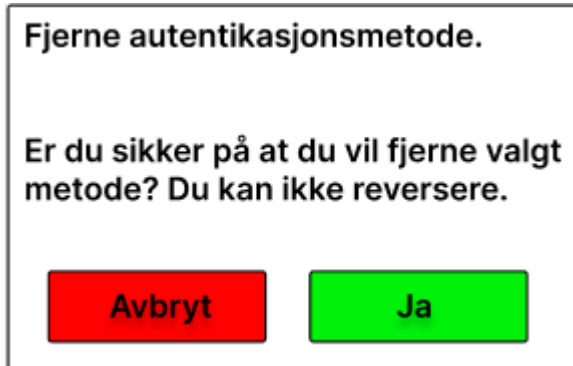 Fjerne autentikasjonsmetode.
Er du sikker på at du vil fjerne valgt
metode? Du kan ikke reversere.
Avbryt
Ja